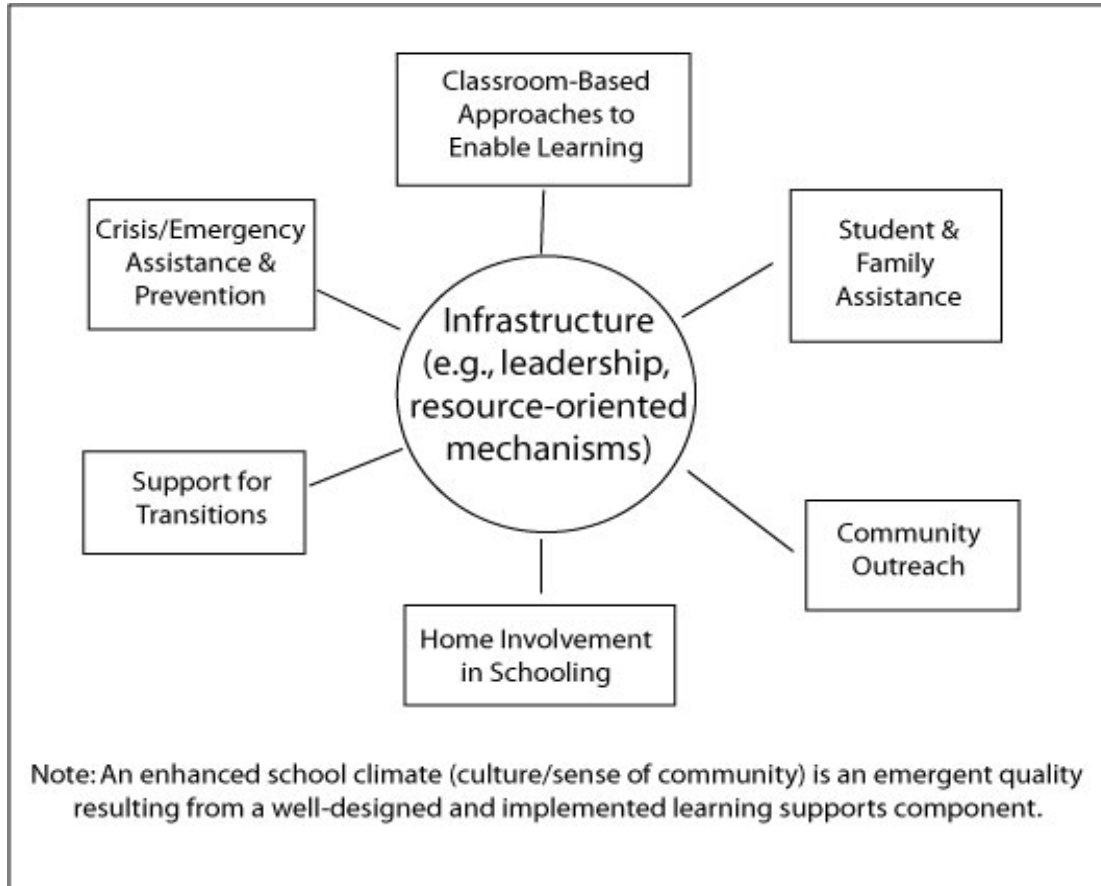 Classroom-Based
Approaches to
Enable Learning
Crisis/Emergency
Assistance &
Prevention
Student &
Family
Assistance
Infrastructure
(e.g., leadership,
resource-oriented
mechanisms)
Support for
Transitions
Community
Outreach
Home Involvement
in Schooling
Note: An enhanced school climate (culture/sense of community) is an emergent quality
resulting from a well-designed and implemented learning supports component.